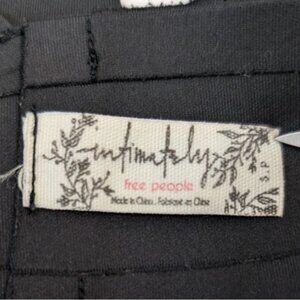 intimately
free people
Made in China . Fabriqué en Chine
S.P